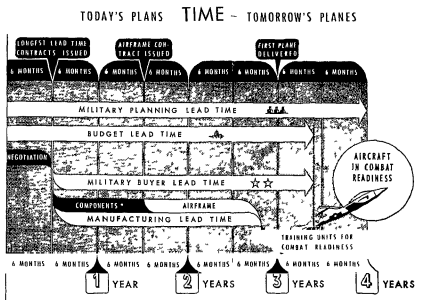 TODAY'S PLANS TIME – TOMORROW'S PLANES
LONGEST LEAD TIME
CONTRACTS ISSUED
AIRFRAME CON-
TRACT ISSUED
FIRST PLANE
DELIVERED
6 MONTHS 6 MONTHS 6 MONTHS 6 MONTHS 6 MONTHS 6 MONTHS 6 MONTHS 6 MONTHS
MILITARY PLANNING LEAD TIME
BUDGET LEAD TIME
NEGOTIATION
MILITARY BUYER LEAD TIME
COMPONENTS * AIRFRAME
MANUFACTURING LEAD TIME
AIRCRAFT
IN COMBAT
READINESS
TRAINING UNITS FOR
COMBAT READINESS
6 MONTHS 6 MONTHS 6 MONTHS 6 MONTHS 6 MONTHS 6 MONTHS 6 MONTHS 6 MONTHS
1 YEAR 2 YEARS 3 YEARS 4 YEARS